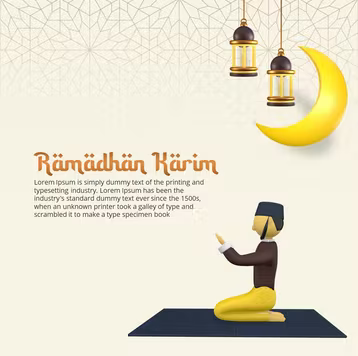 Rämädhän Kärim
Lorem Ipsum is simply dummy text of the printing and
typesetting industry. Lorem Ipsum has been the
industry's standard dummy text ever since the 1500s,
when an unknown printer took a galley of type and
scrambled it to make a type specimen book